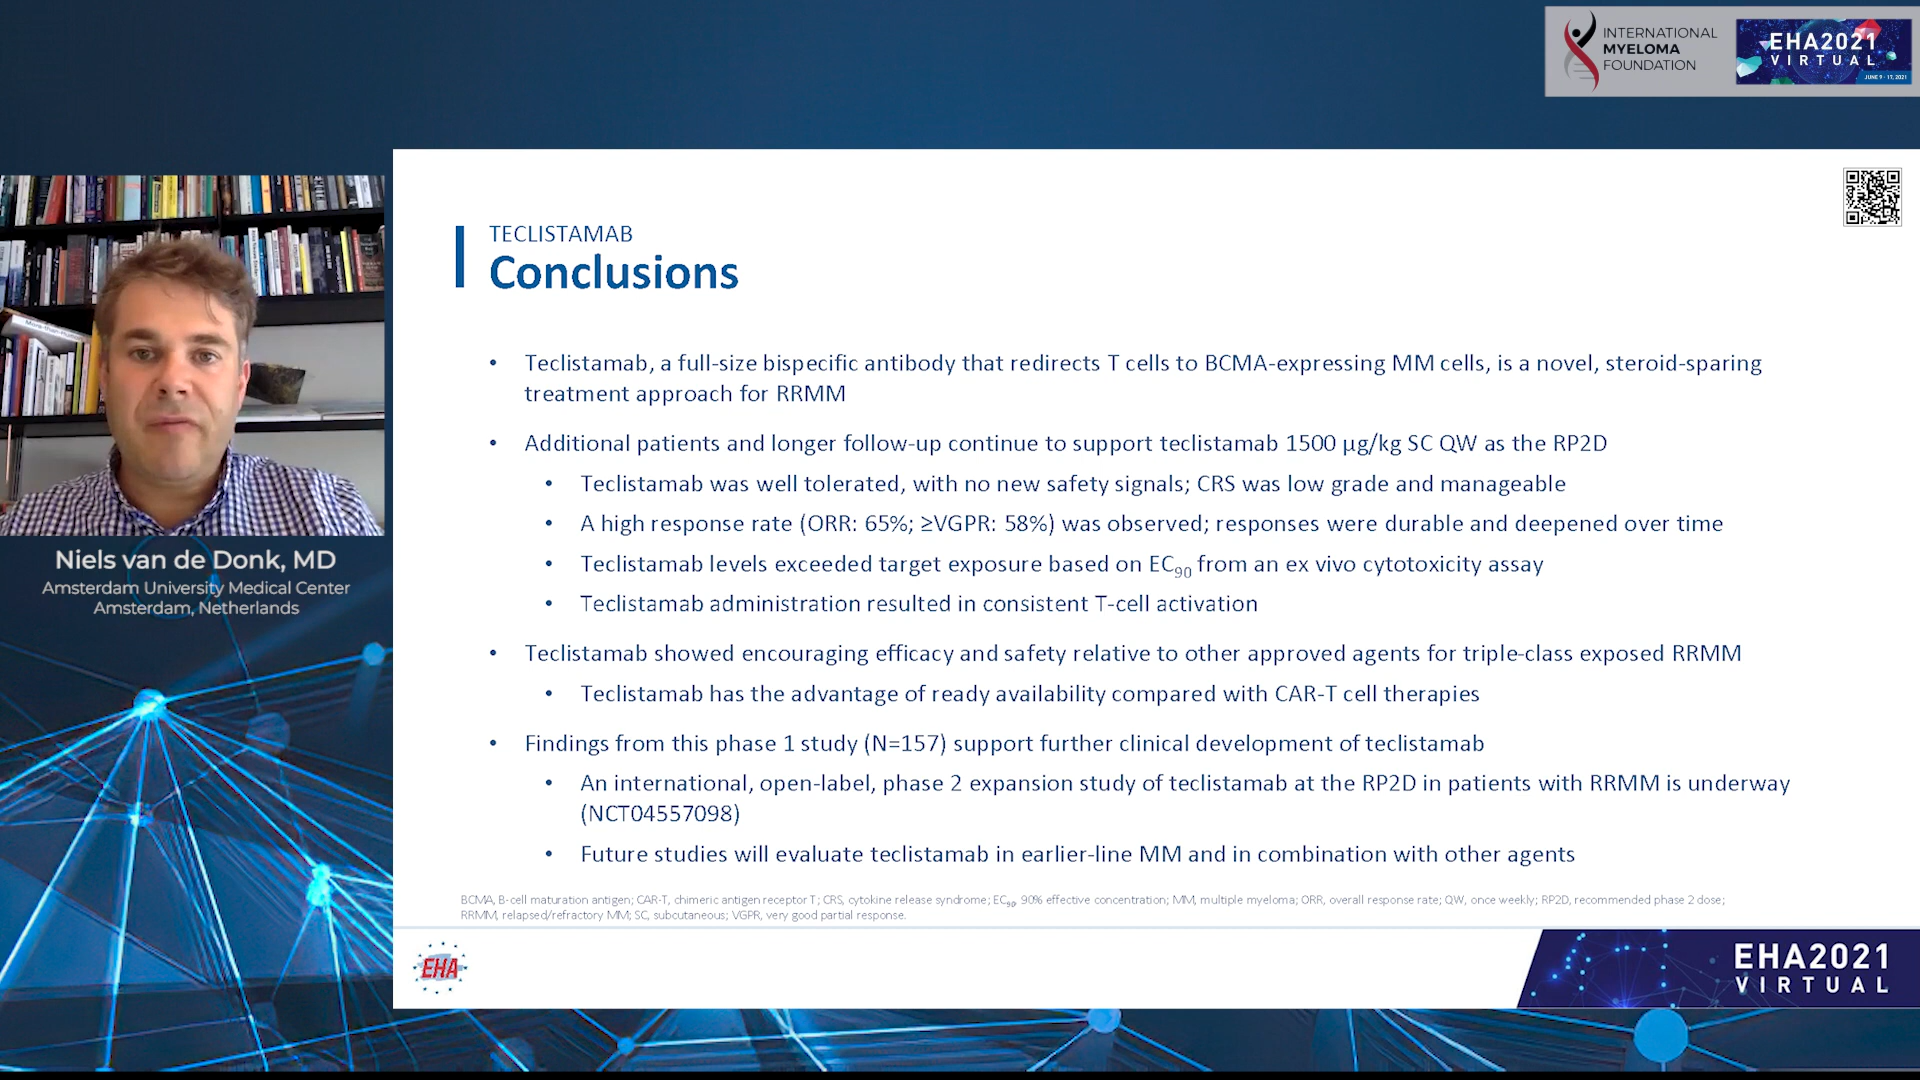 INTERNATIONAL
MYELOMA
FOUNDATION
EHA2021
VIRTUAL
JUNE 9 - 17, 2021
TECLISTAMAB
Conclusions
• Teclistamab, a full-size bispecific antibody that redirects T cells to BCMA-expressing MM cells, is a novel, steroid-sparing
treatment approach for RRMM
• Additional patients and longer follow-up continue to support teclistamab 1500 µg/kg SC QW as the RP2D
• Teclistamab was well tolerated, with no new safety signals; CRS was low grade and manageable
• A high response rate (ORR: 65%; ≥VGPR: 58%) was observed; responses were durable and deepened over time
• Teclistamab levels exceeded target exposure based on EC90 from an ex vivo cytotoxicity assay
• Teclistamab administration resulted in consistent T-cell activation
• Teclistamab showed encouraging efficacy and safety relative to other approved agents for triple-class exposed RRMM
• Teclistamab has the advantage of ready availability compared with CAR-T cell therapies
• Findings from this phase 1 study (N=157) support further clinical development of teclistamab
• An international, open-label, phase 2 expansion study of teclistamab at the RP2D in patients with RRMM is underway
(NCT04557098)
• Future studies will evaluate teclistamab in earlier-line MM and in combination with other agents
BCMA, B-cell maturation antigen; CAR-T, chimeric antigen receptor T; CRS, cytokine release syndrome; EC90, 90% effective concentration; MM, multiple myeloma; ORR, overall response rate; QW, once weekly; RP2D, recommended phase 2 dose;
RRMM, relapsed/refractory MM; SC, subcutaneous; VGPR, very good partial response.
Niels van de Donk, MD
Amsterdam University Medical Center
Amsterdam, Netherlands
EHA
EHA2021
VIRTUAL